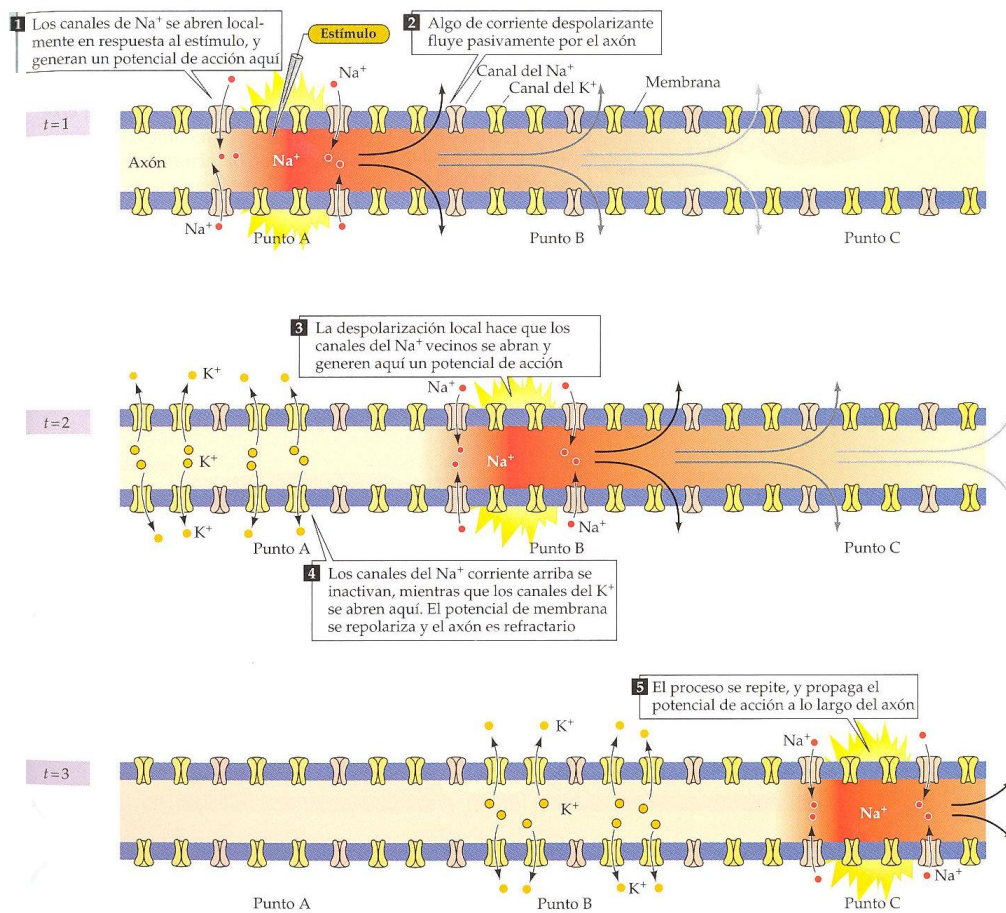 1 Los canales de Na⁺ se abren local-
mente en respuesta al estímulo, y
generan un potencial de acción aquí
Estímulo
2 Algo de corriente despolarizante
fluye pasivamente por el axón
Na⁺
Canal del Na⁺
Canal del K⁺
Membrana
t=1
Axón
Na⁺
Na⁺
Punto A
Punto B
Punto C
3 La despolarización local hace que los
canales del Na⁺ vecinos se abran y
generen aquí un potencial de acción
K⁺
Na⁺
t=2
K⁺
Na⁺
K⁺
Na⁺
Punto A
Punto B
Punto C
4 Los canales del Na⁺ corriente arriba se
inactivan, mientras que los canales del K⁺
se abren aquí. El potencial de membrana
se repolariza y el axón es refractario
5 El proceso se repite, y propaga el
potencial de acción a lo largo del axón
K⁺
Na⁺
t=3
K⁺
Na⁺
K⁺
Na⁺
Punto A
Punto B
Punto C